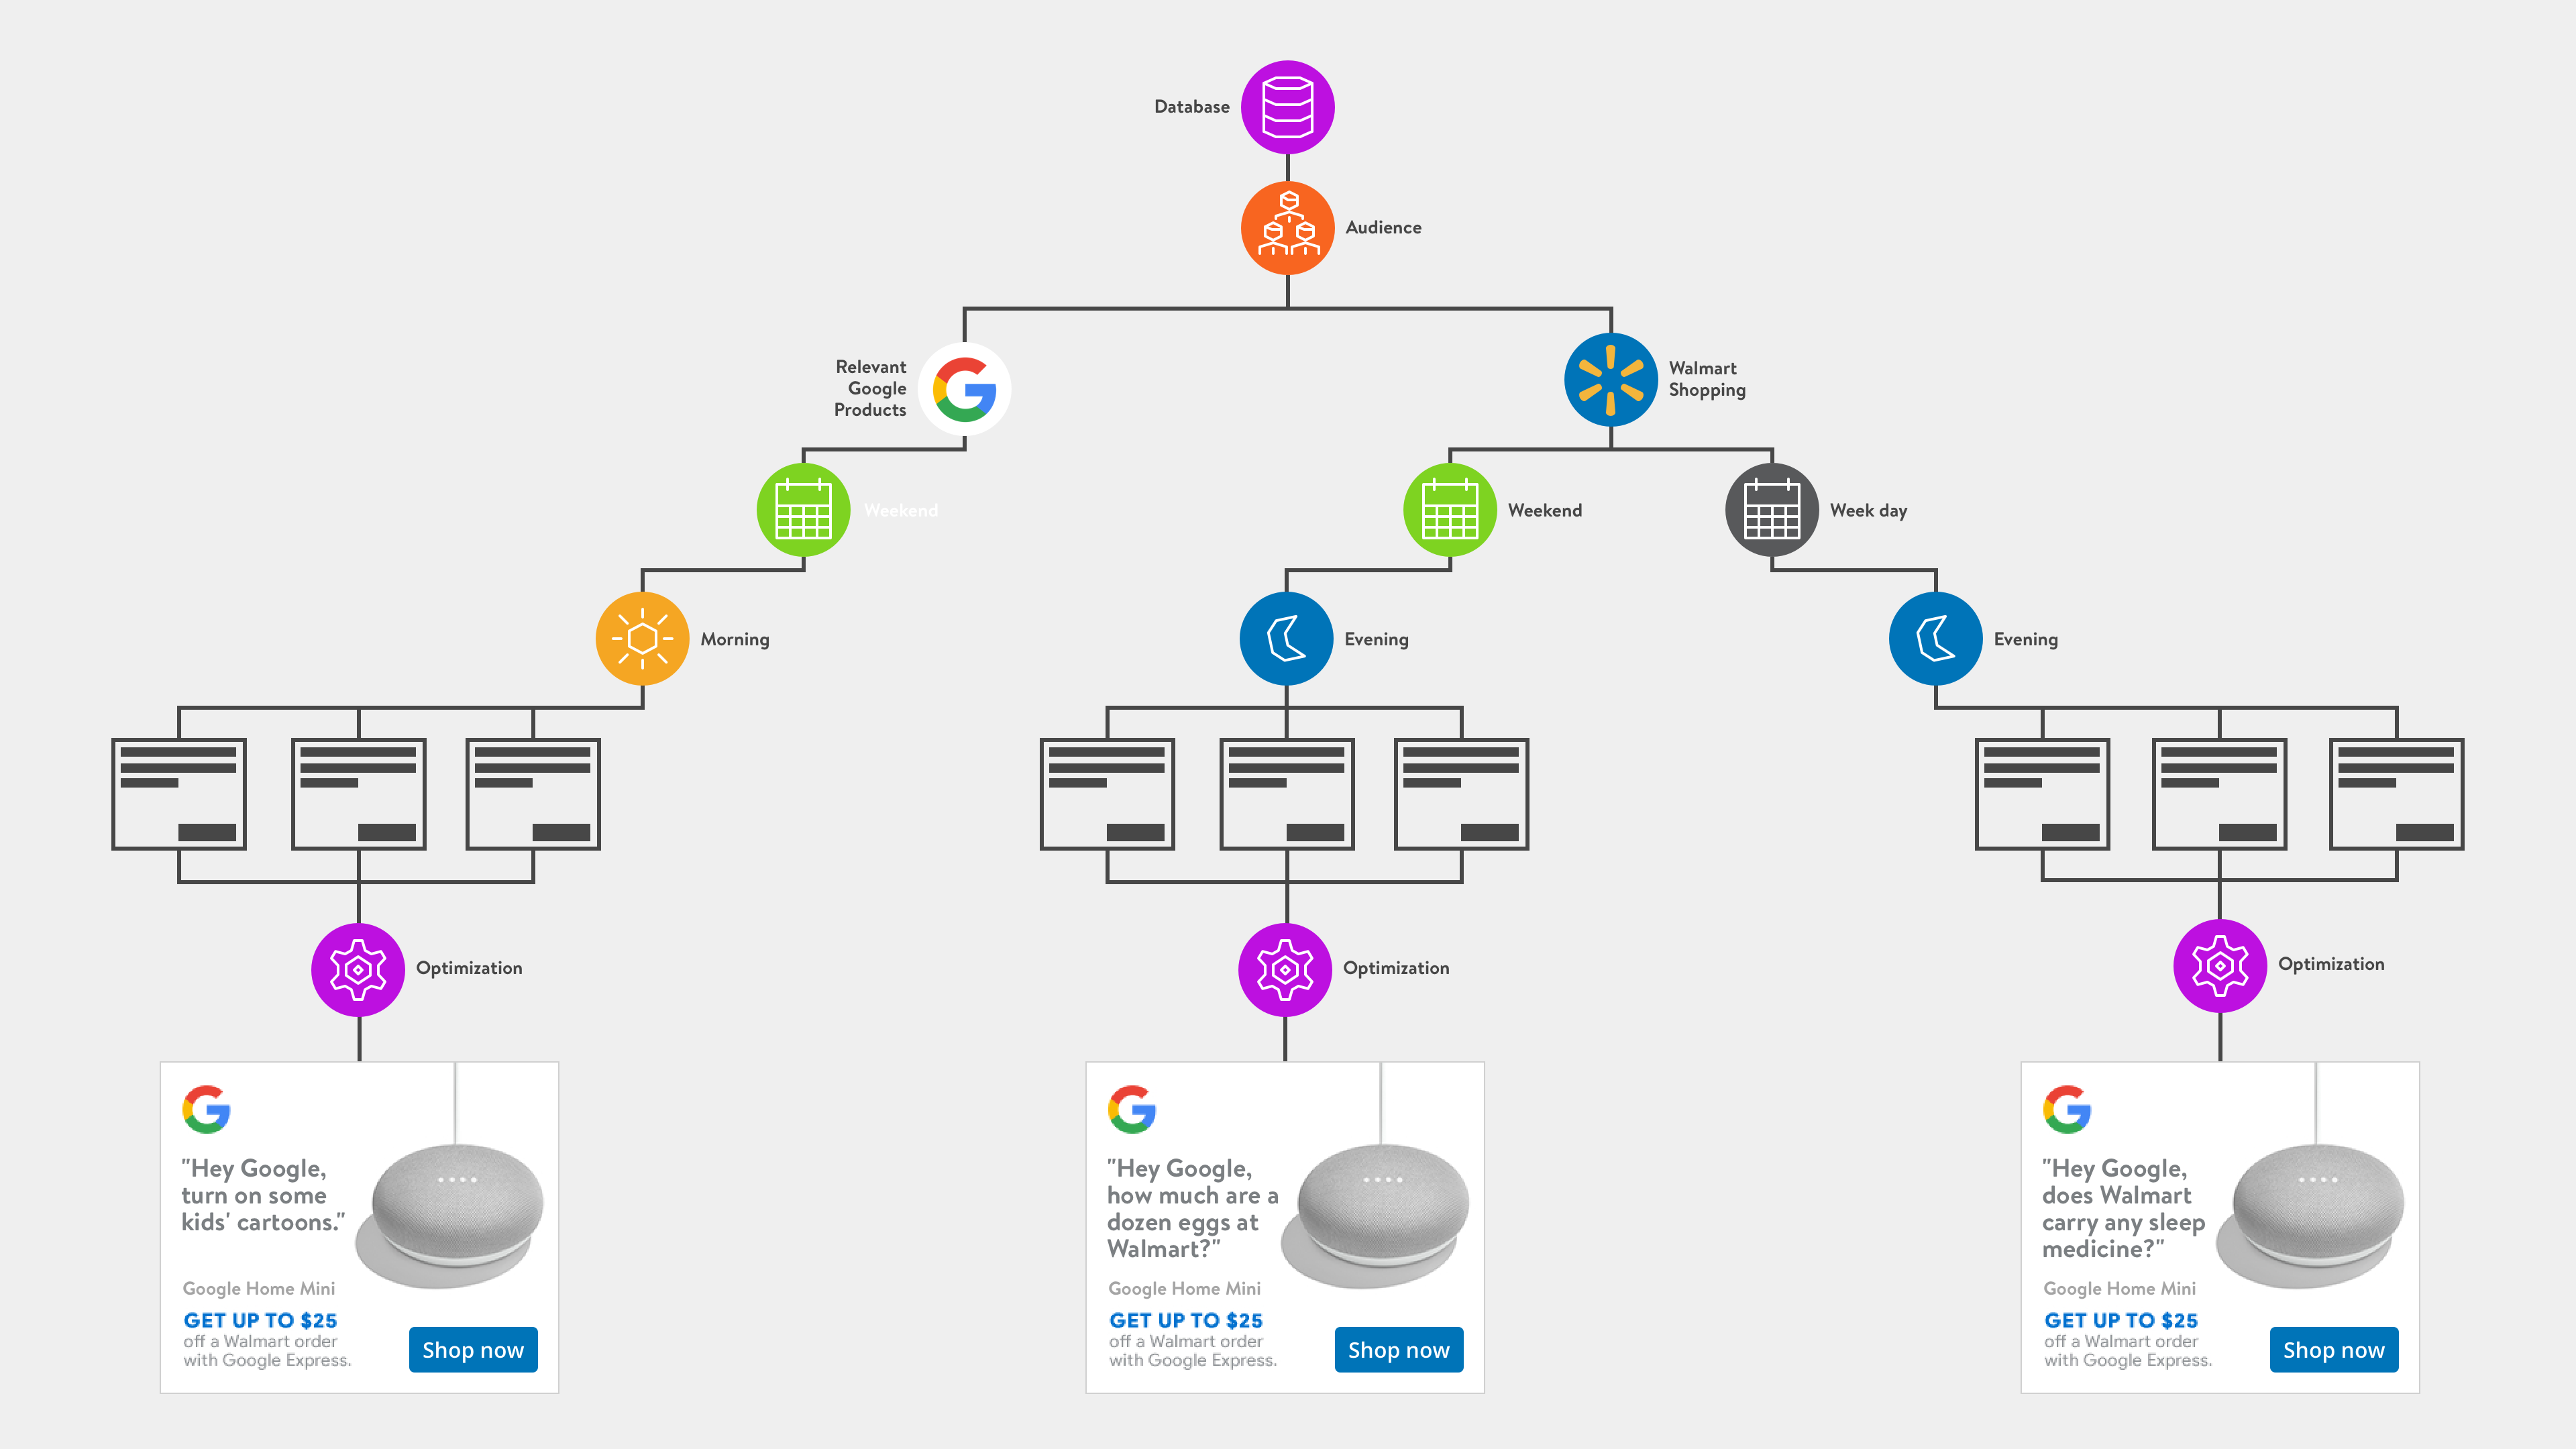 Database
Audience
Relevant
Google
Products
Walmart
Shopping
Weekend
Weekend
Week day
Morning
Evening
Evening
Optimization
Optimization
Optimization
"Hey Google,
turn on some
kids' cartoons."
Google Home Mini
GET UP TO $25
off a Walmart order
with Google Express.
Shop now
"Hey Google,
how much are a
dozen eggs at
Walmart?"
Google Home Mini
GET UP TO $25
off a Walmart order
with Google Express.
Shop now
"Hey Google,
does Walmart
carry any sleep
medicine?"
Google Home Mini
GET UP TO $25
off a Walmart order
with Google Express.
Shop now